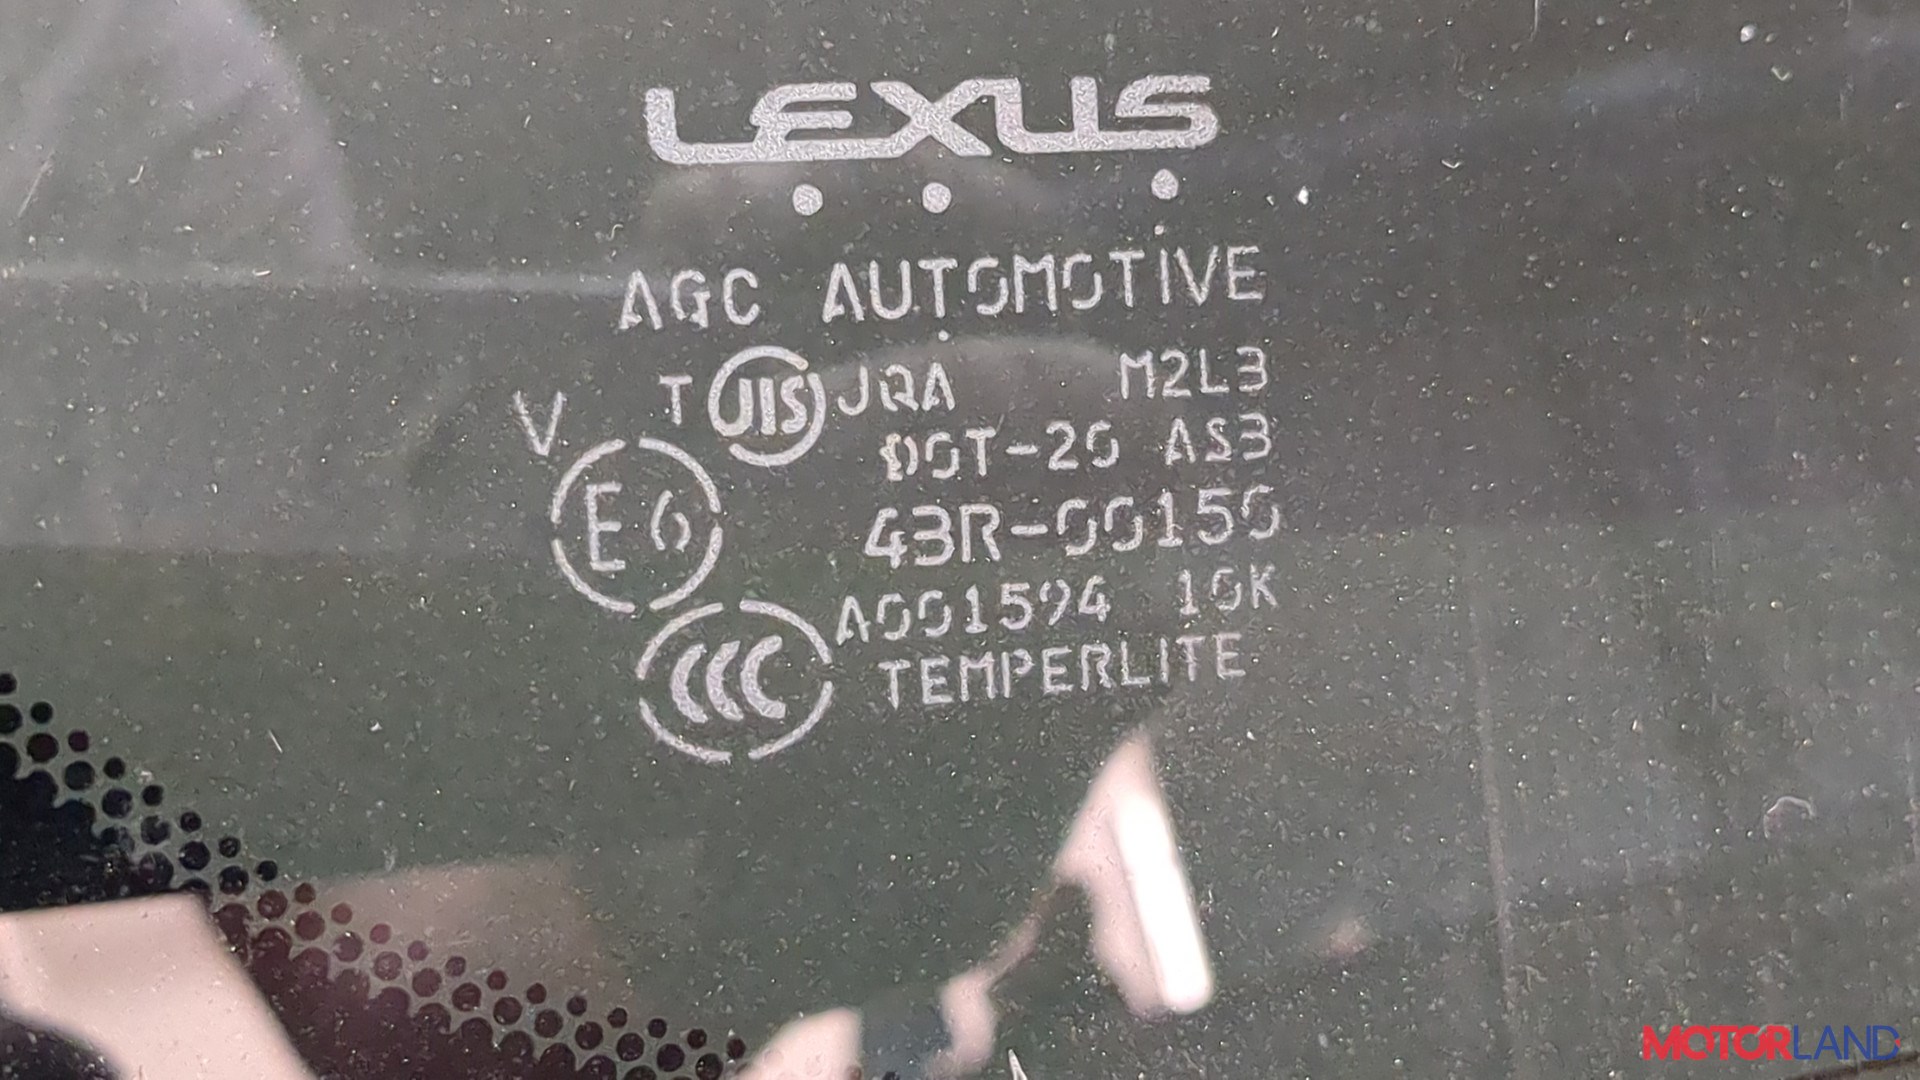 LEXUS
AGC AUTOMOTIVE
T JIS JQA M2L3
V
DOT-20 AS3
E6
43R-00150
A001594 10K
CCC
TEMPERLITE
MOTORLAND